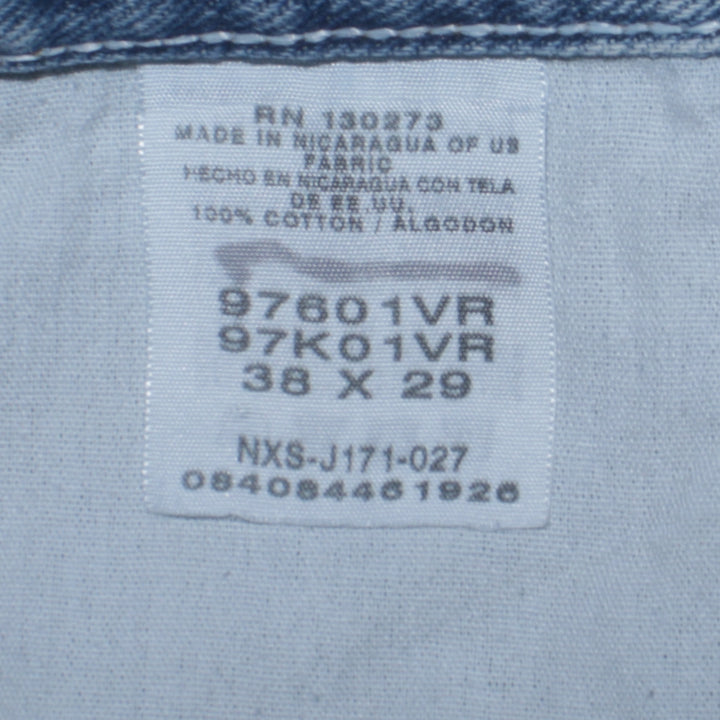 RN 130273
MADE IN NICARAGUA OF US
FABRIC
HECHO EN NICARAGUA CON TELA
DE EE.UU.
100% COTTON / ALGODON
97601VR
97K01VR
38 X 29
NXS-J171-027
084084461926